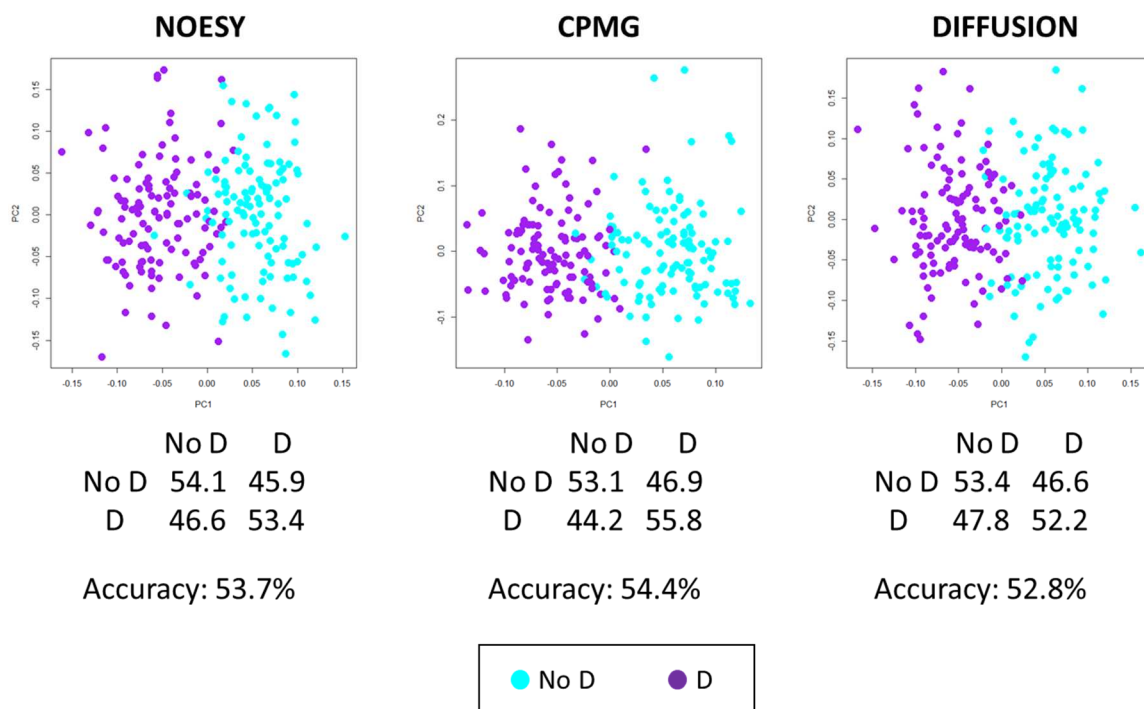 NOESY CPMG DIFFUSION
0.15
0.10
0.05
0.00
-0.05
-0.10
-0.15
PC2
-0.15 -0.10 -0.05 0.00 0.05 0.10 0.15
PC1
0.2
0.1
0.0
-0.1
PC2
-0.10 -0.05 0.00 0.05 0.10
PC1
0.15
0.10
0.05
0.00
-0.05
-0.10
-0.15
PC2
-0.15 -0.10 -0.05 0.00 0.05 0.10 0.15
PC1
No D D
No D 54.1 45.9
D 46.6 53.4
Accuracy: 53.7%
No D D
No D 53.1 46.9
D 44.2 55.8
Accuracy: 54.4%
No D D
No D 53.4 46.6
D 47.8 52.2
Accuracy: 52.8%
No D D